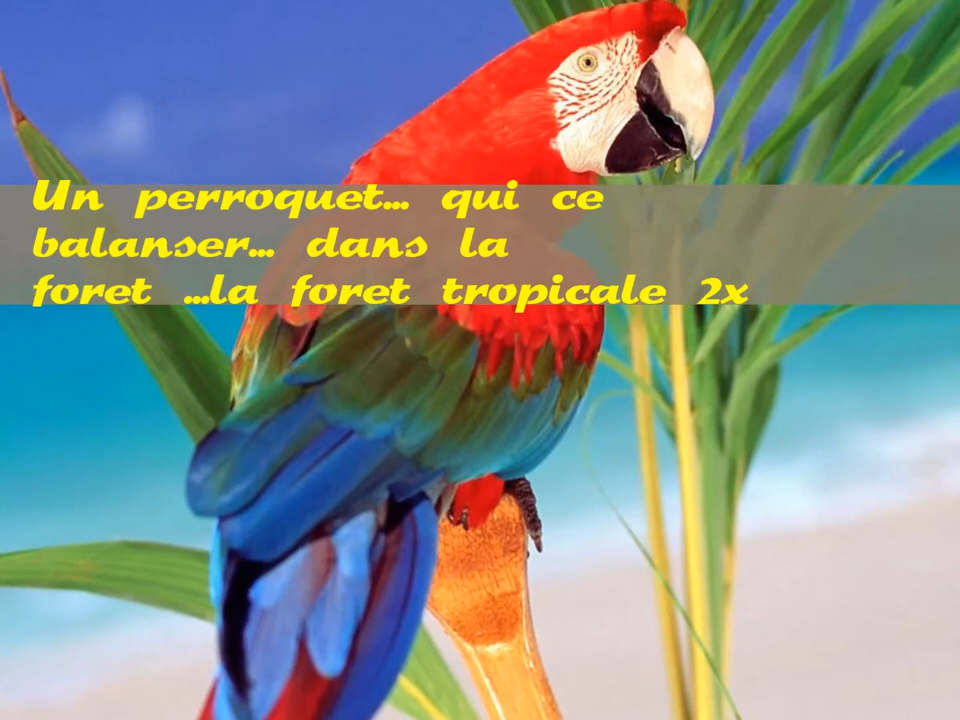 Un perroquet... qui ce
balanser... dans la
foret ...la foret tropicale 2x